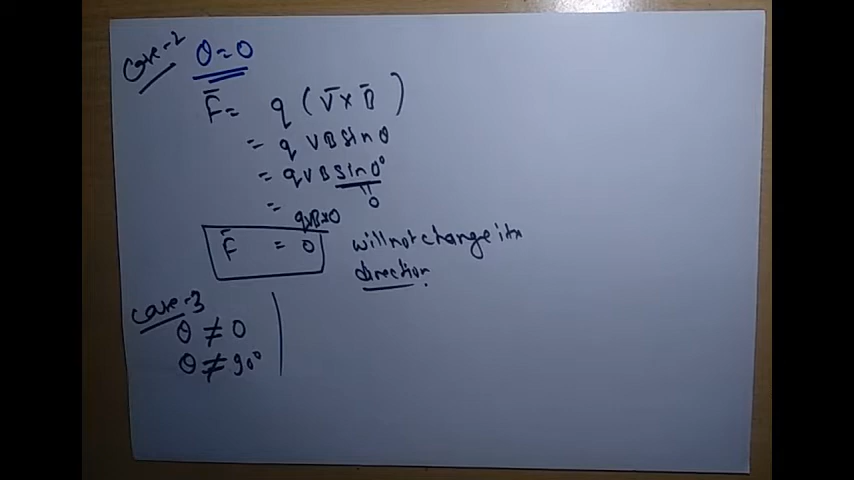 case-2 θ=0
F̄= q (V̄ x B̄)
= q VB sin θ
= qVB sin 0°
0
= qVB×0
F̄ = 0 will not change its
direction.
case-3
θ ≠ 0
θ ≠ 90°